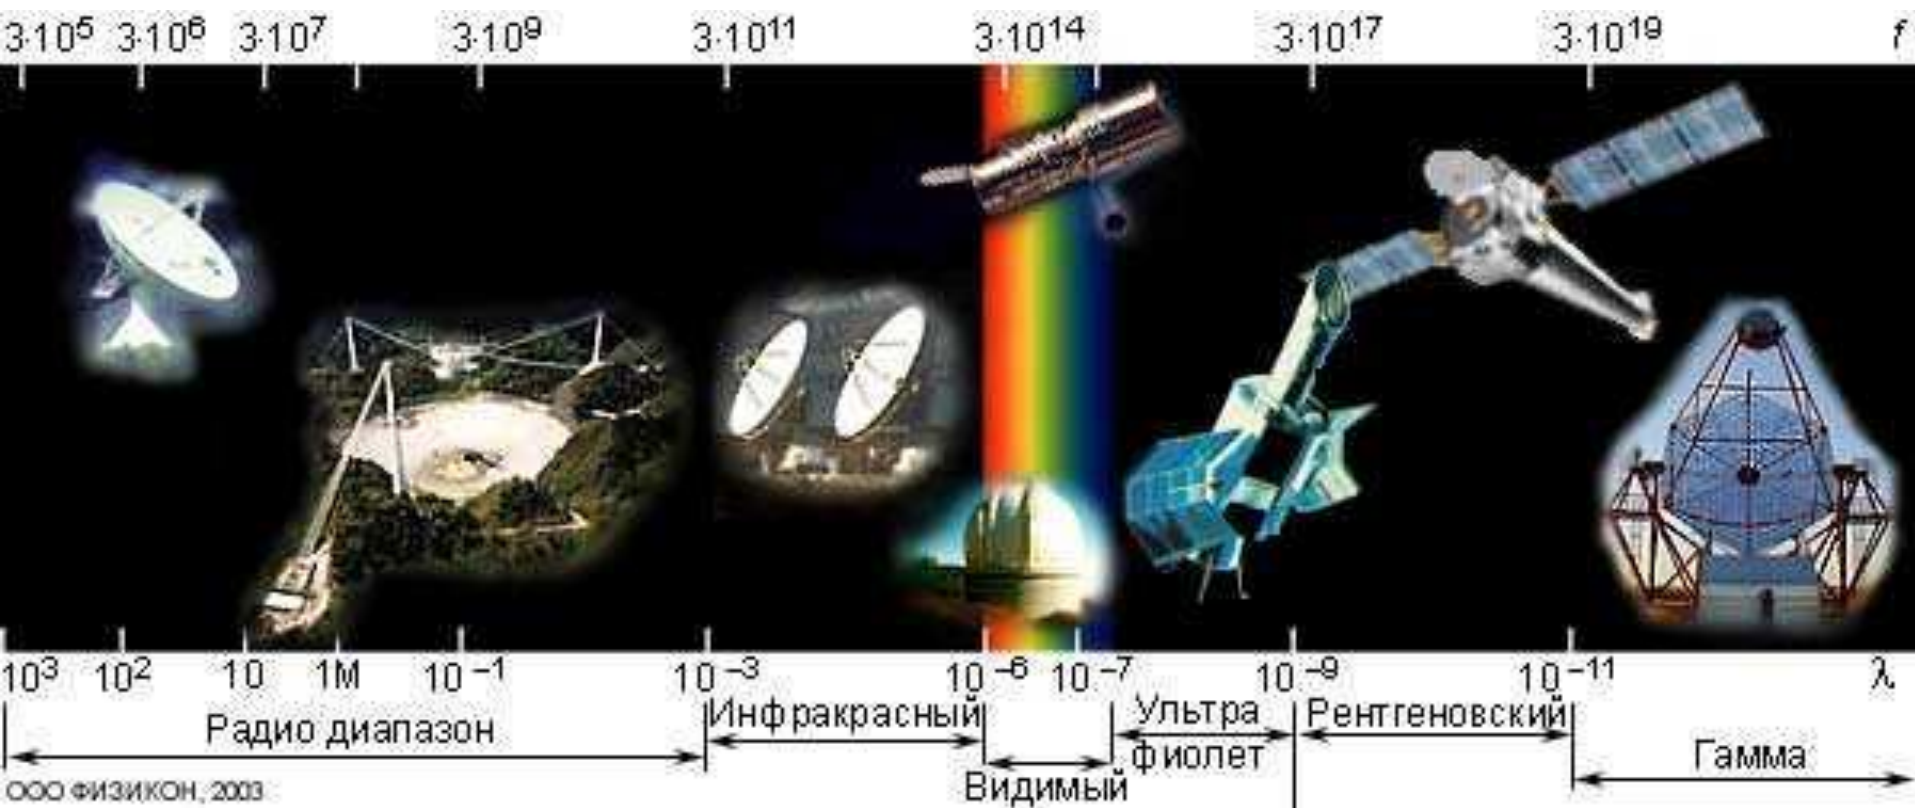 3·10⁵ 3·10⁶ 3·10⁷ 3·10⁹ 3·10¹¹ 3·10¹⁴ 3·10¹⁷ 3·10¹⁹ f
10³ 10² 10 1М 10⁻¹ 10⁻³ 10⁻⁶ 10⁻⁷ 10⁻⁹ 10⁻¹¹ λ
Радио диапазон
Инфракрасный
Видимый
Ультра
фиолет
Рентгеновский
Гамма
ООО ФИЗИКОН, 2003